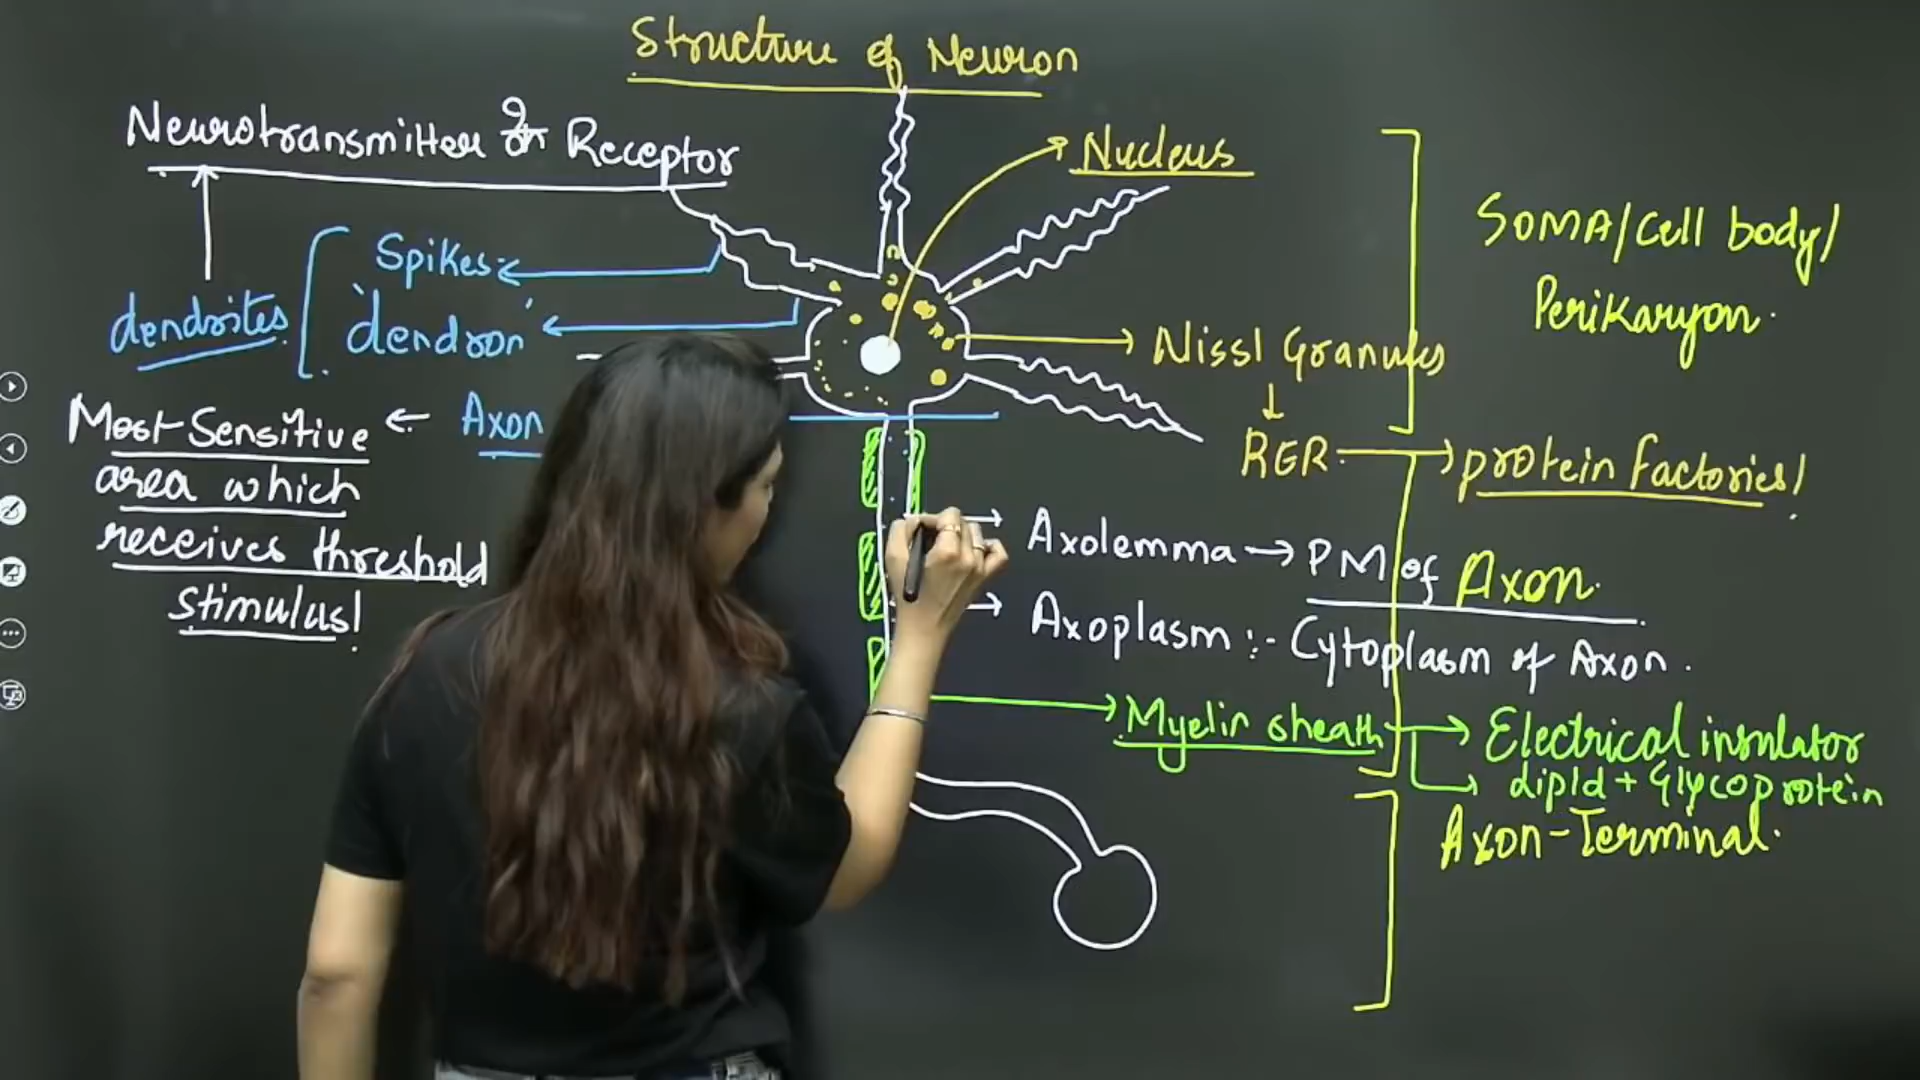 Structure of Neuron
Neurotransmitter Receptor
Nucleus
SOMA/Cell body/
Perikaryon.
Spikes
dendrites
'dendron'
Nissl Granules
RER
protein factories!
Axon
Most-Sensitive
area which
receives threshold
stimulus!
Axolemma → PM of Axon.
Axoplasm :- Cytoplasm of Axon.
Myelin sheath
Electrical insulator
Lipid + Glycoprotein
Axon-Terminal.